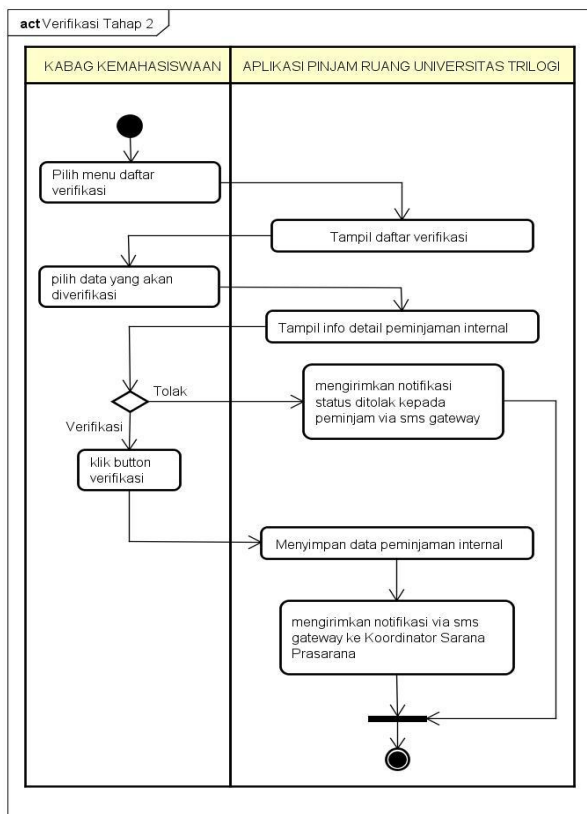 act Verifikasi Tahap 2
KABAG KEMAHASISWAAN
APLIKASI PINJAM RUANG UNIVERSITAS TRILOGI
Pilih menu daftar
verifikasi
Tampil daftar verifikasi
pilih data yang akan
diverifikasi
Tampil info detail peminjaman internal
Tolak
mengirimkan notifikasi
status ditolak kepada
peminjam via sms gateway
Verifikasi
klik button
verifikasi
Menyimpan data peminjaman internal
mengirimkan notifikasi via sms
gateway ke Koordinator Sarana
Prasarana